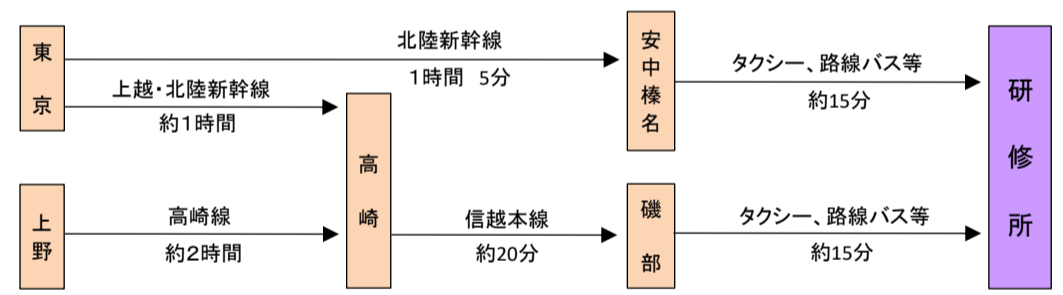 東京
北陸新幹線
1時間 5分
上越・北陸新幹線
約1時間
高崎
安中榛名
タクシー、路線バス等
約15分
研修所
上野
高崎線
約2時間
信越本線
約20分
磯部
タクシー、路線バス等
約15分